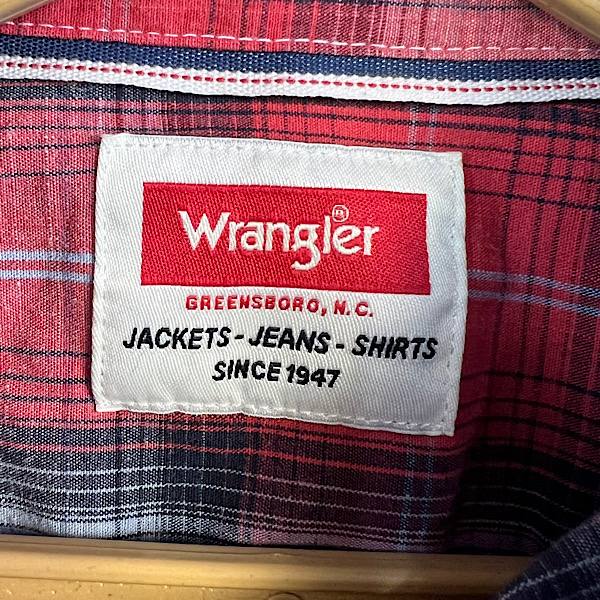 Wrangler®
GREENSBORO, N.C.
JACKETS - JEANS - SHIRTS
SINCE 1947